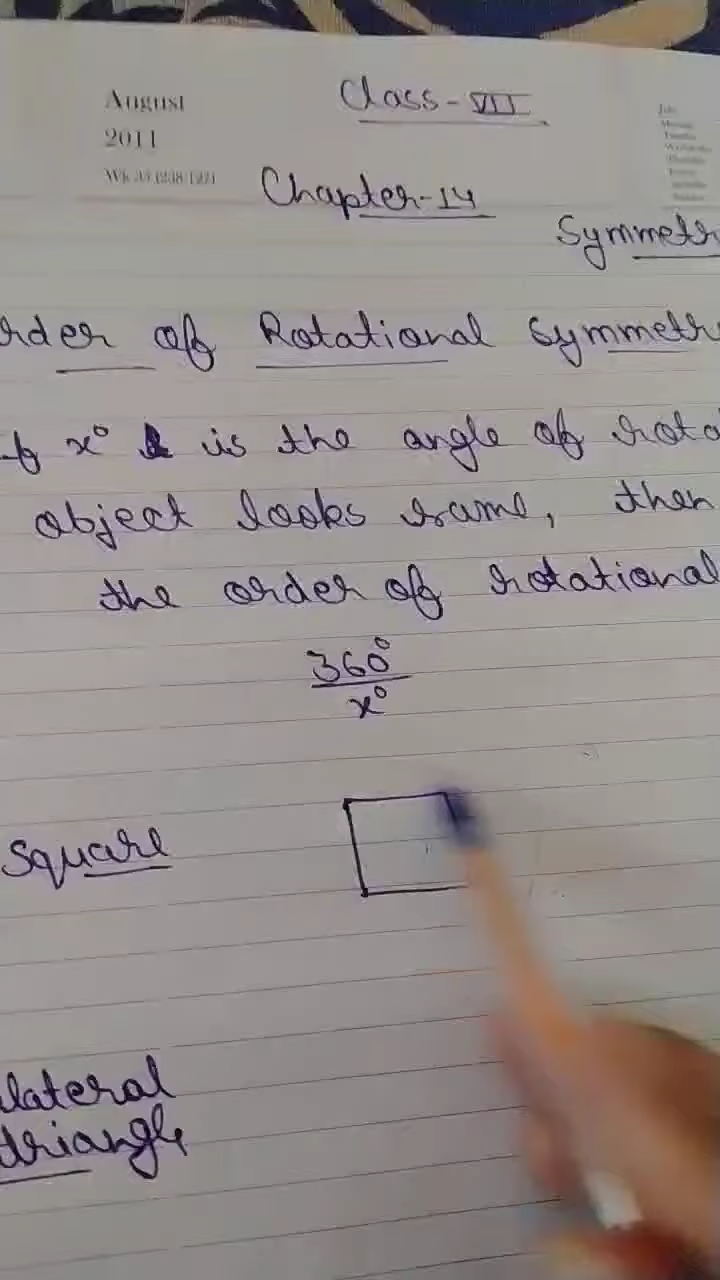 August
2011
Class - VII
Chapter-14
Symmetr
rder of Rotational Symmetr
f x° is the angle of rota
object looks same, then
the order of rotational
360°
x°
Square
lateral
triangle